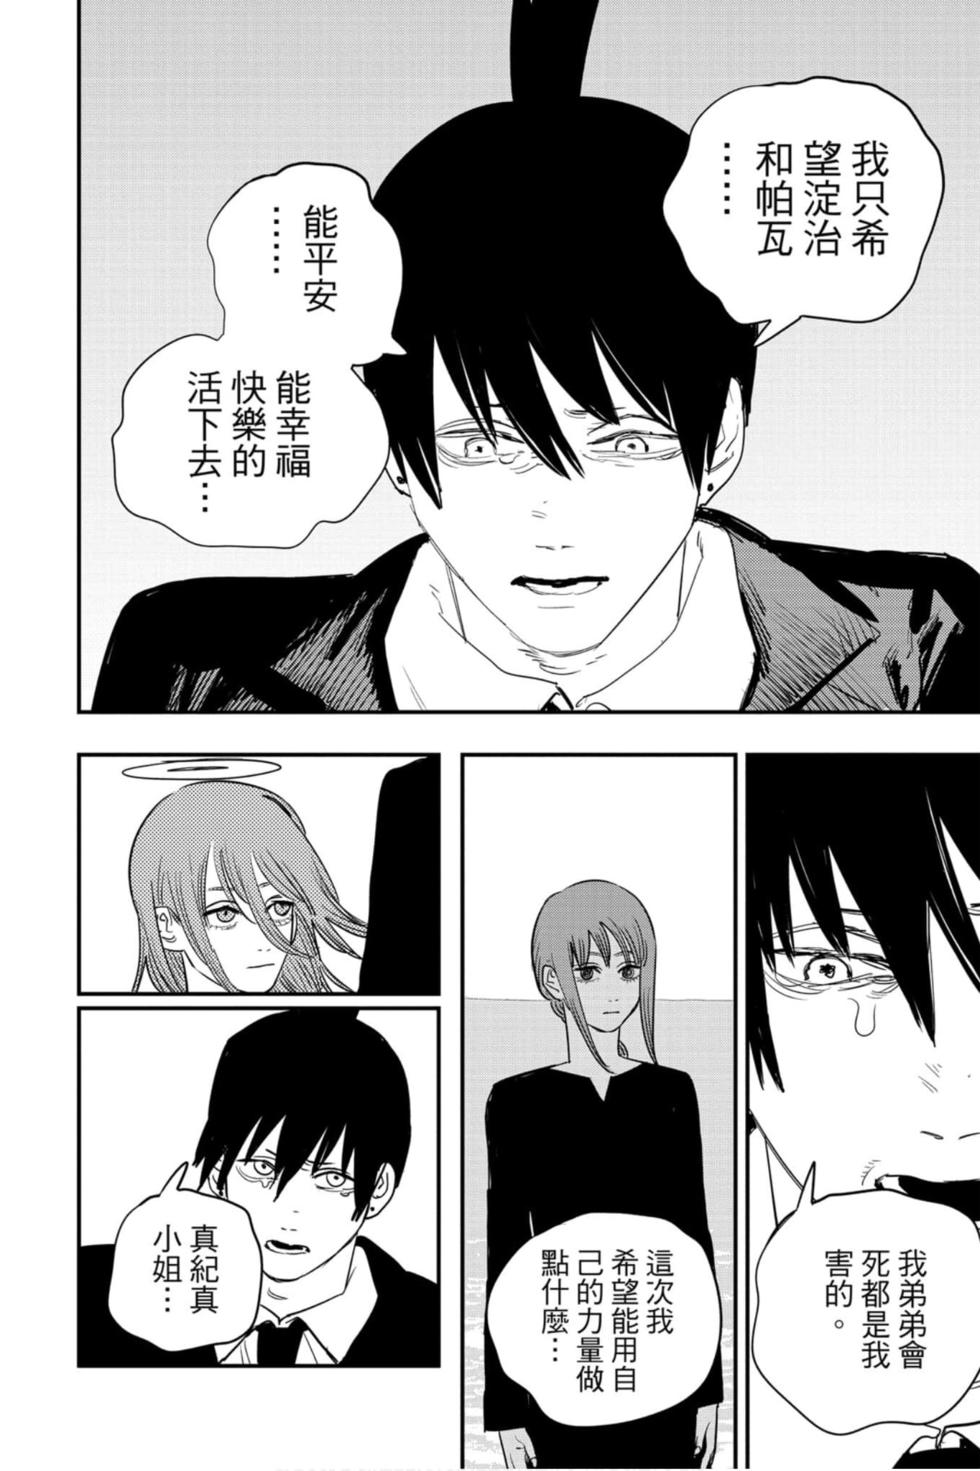 我只希
望淀治
和帕瓦
……
能平安
……
能幸福
快樂的
活下去…
我弟弟會
死都是我
害的。
這次我
希望能用自
己的力量做
點什麼…
真紀真
小姐…